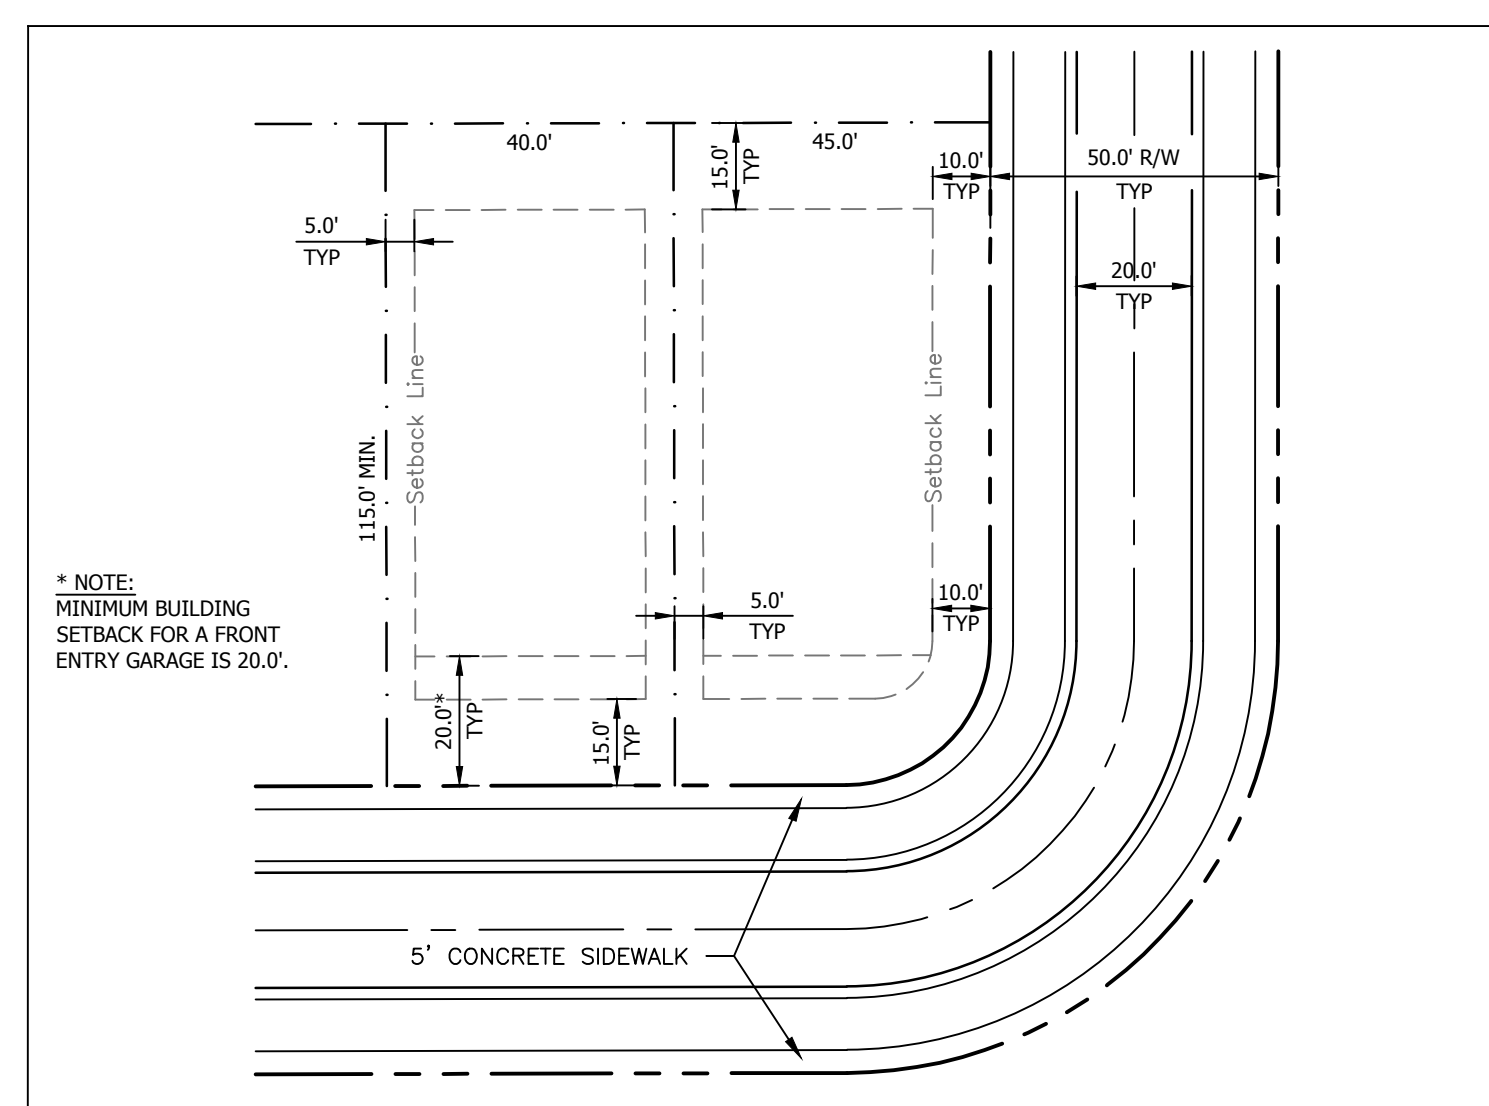 40.0'
45.0'
15.0'
TYP
10.0'
TYP
50.0' R/W
TYP
5.0'
TYP
20.0'
TYP
Setback Line
Setback Line
115.0' MIN.
* NOTE:
MINIMUM BUILDING
SETBACK FOR A FRONT
ENTRY GARAGE IS 20.0'.
5.0'
TYP
10.0'
TYP
20.0'*
TYP
15.0'
TYP
5' CONCRETE SIDEWALK